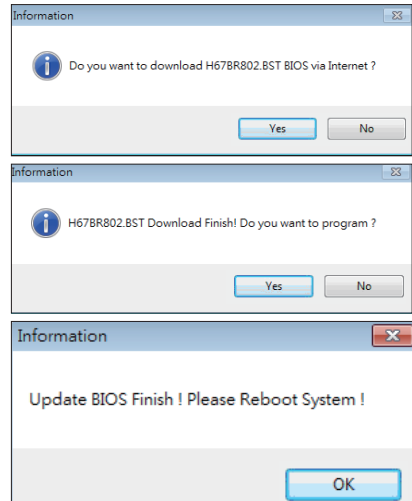 Information
Do you want to download H67BR802.BST BIOS via Internet ?
Yes No
Information
H67BR802.BST Download Finish! Do you want to program ?
Yes No
Information
Update BIOS Finish ! Please Reboot System !
OK